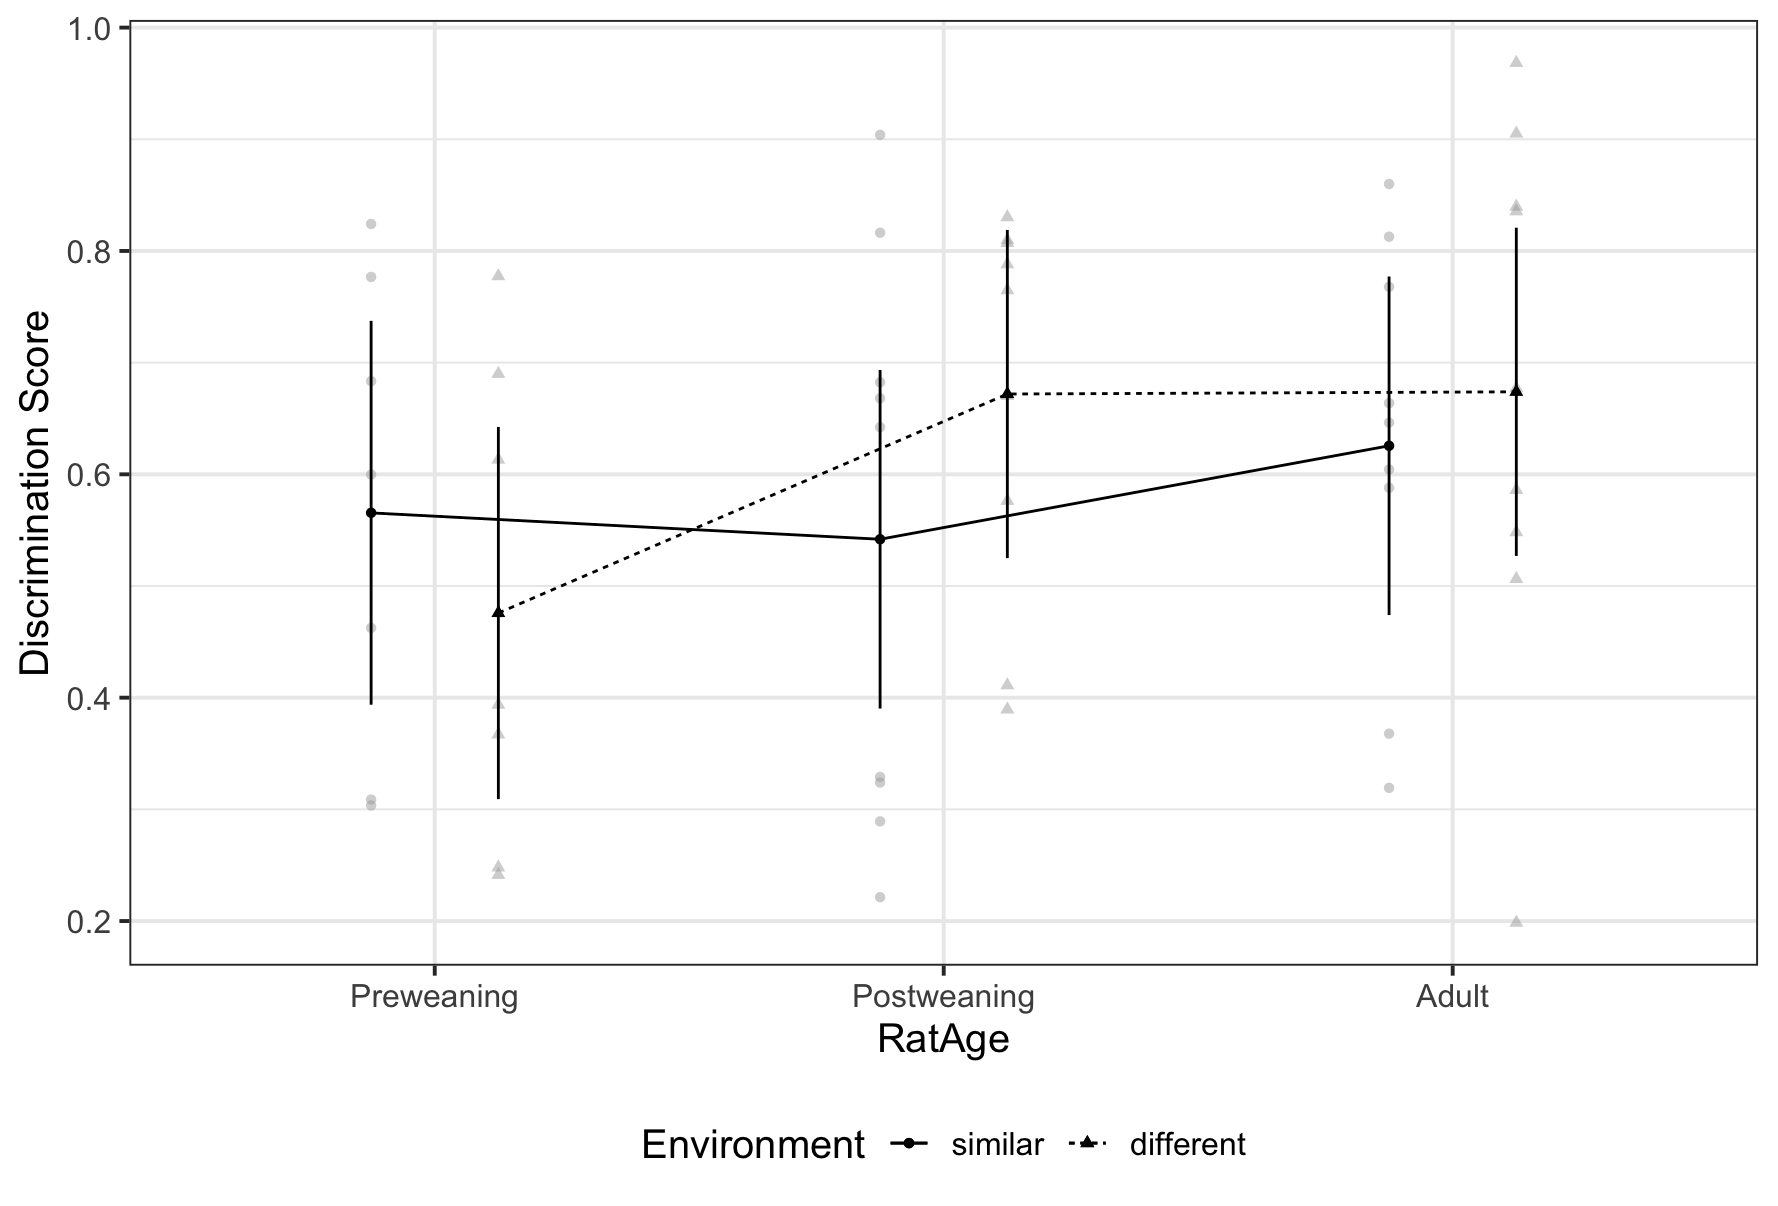 Discrimination Score
1.0
0.8
0.6
0.4
0.2
Preweaning Postweaning Adult
RatAge
Environment similar different